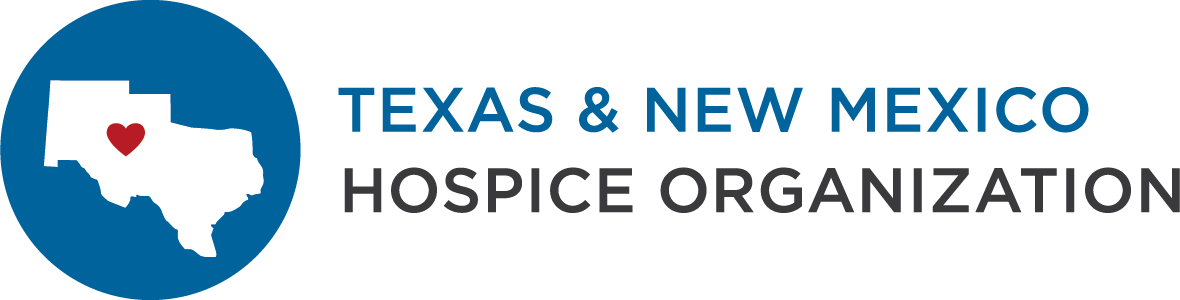 TEXAS & NEW MEXICO
HOSPICE ORGANIZATION